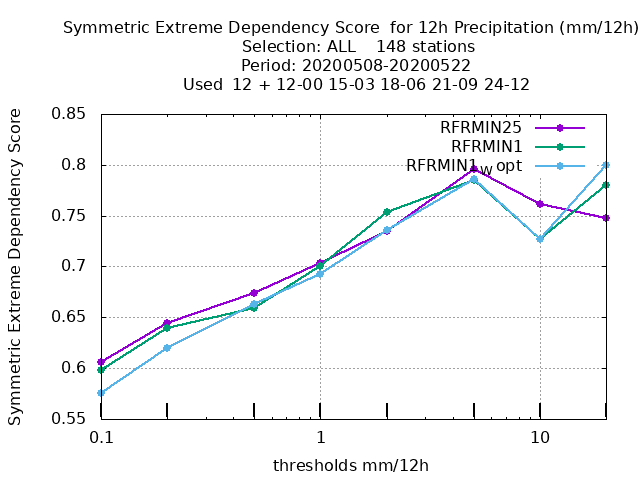 Symmetric Extreme Dependency Score  for 12h Precipitation (mm/12h)
Selection: ALL    148 stations
Period: 20200508-20200522
Used  12 + 12-00 15-03 18-06 21-09 24-12
Symmetric Extreme Dependency Score
0.85
0.8
0.75
0.7
0.65
0.6
0.55
RFRMIN25
RFRMIN1
RFRMIN1w opt
0.1
1
10
thresholds mm/12h